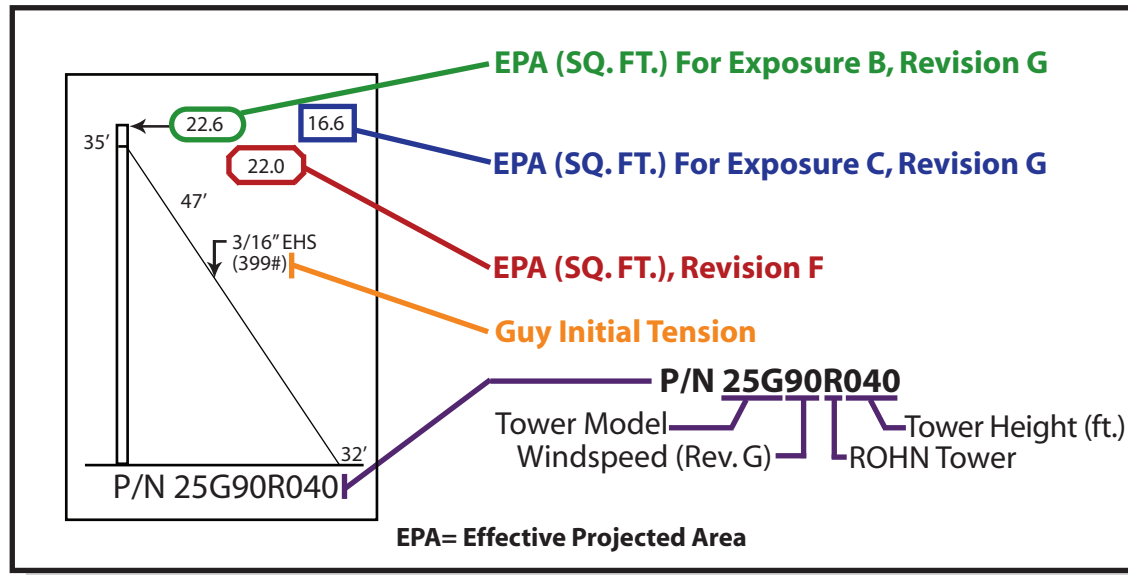 EPA (SQ. FT.) For Exposure B, Revision G
22.6
16.6
35’
EPA (SQ. FT.) For Exposure C, Revision G
22.0
47’
3/16” EHS
(399#)
EPA (SQ. FT.), Revision F
Guy Initial Tension
P/N 25G90R040
Tower Model
Tower Height (ft.)
Windspeed (Rev. G)
ROHN Tower
32’
P/N 25G90R040
EPA= Effective Projected Area